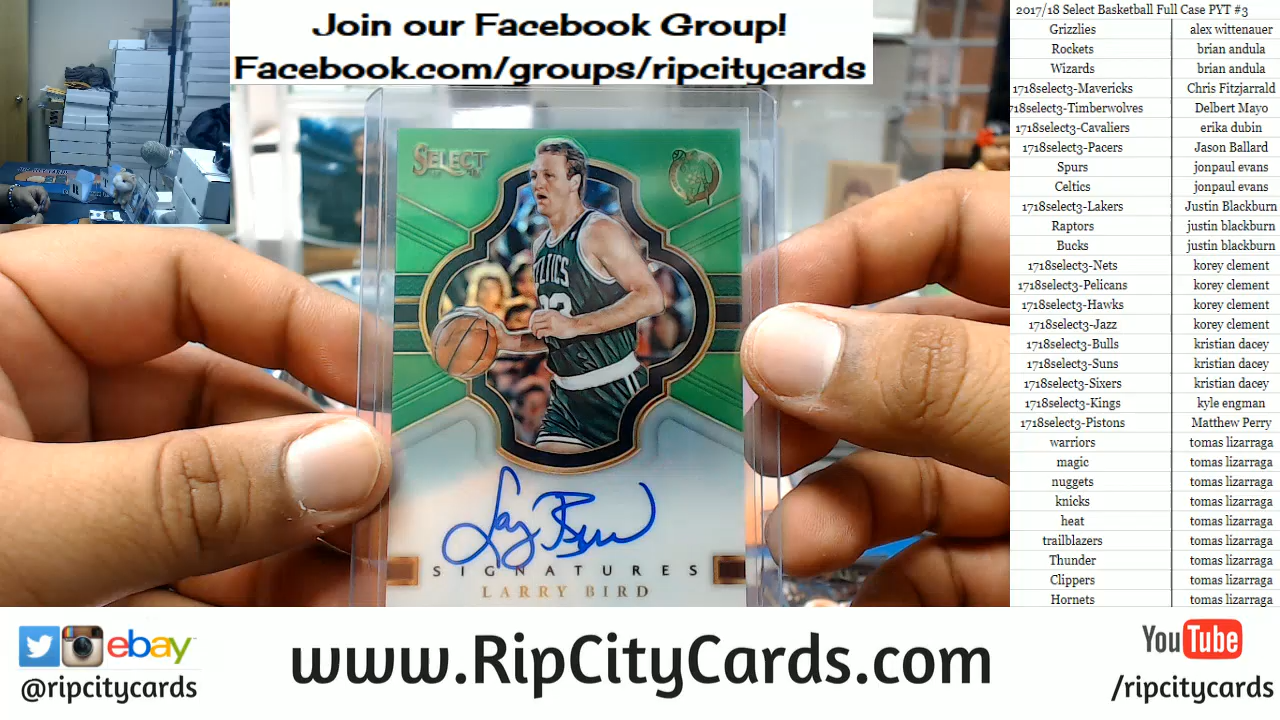 Join our Facebook Group!
Facebook.com/groups/ripcitycards
SELECT
CELTICS
33
Larry Bird
SIGNATURES
LARRY BIRD
2017/18 Select Basketball Full Case PYT #3
Grizzlies alex wittenauer
Rockets brian andula
Wizards brian andula
1718select3-Mavericks Chris Fitzjarrald
718select3-Timberwolves Delbert Mayo
1718select3-Cavaliers erika dubin
1718select3-Pacers Jason Ballard
Spurs jonpaul evans
Celtics jonpaul evans
1718select3-Lakers Justin Blackburn
Raptors justin blackburn
Bucks justin blackburn
1718select3-Nets korey clement
1718select3-Pelicans korey clement
1718select3-Hawks korey clement
1718select3-Jazz korey clement
1718select3-Bulls kristian dacey
1718select3-Suns kristian dacey
1718select3-Sixers kristian dacey
1718select3-Kings kyle engman
1718select3-Pistons Matthew Perry
warriors tomas lizarraga
magic tomas lizarraga
nuggets tomas lizarraga
knicks tomas lizarraga
heat tomas lizarraga
trailblazers tomas lizarraga
Thunder tomas lizarraga
Clippers tomas lizarraga
Hornets tomas lizarraga
ebay
@ripcitycards
www.RipCityCards.com
YouTube
/ripcitycards